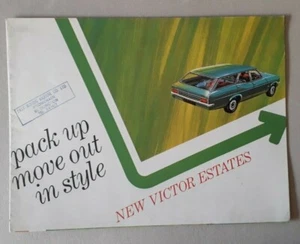 pack up
move out
in style
NEW VICTOR ESTATES